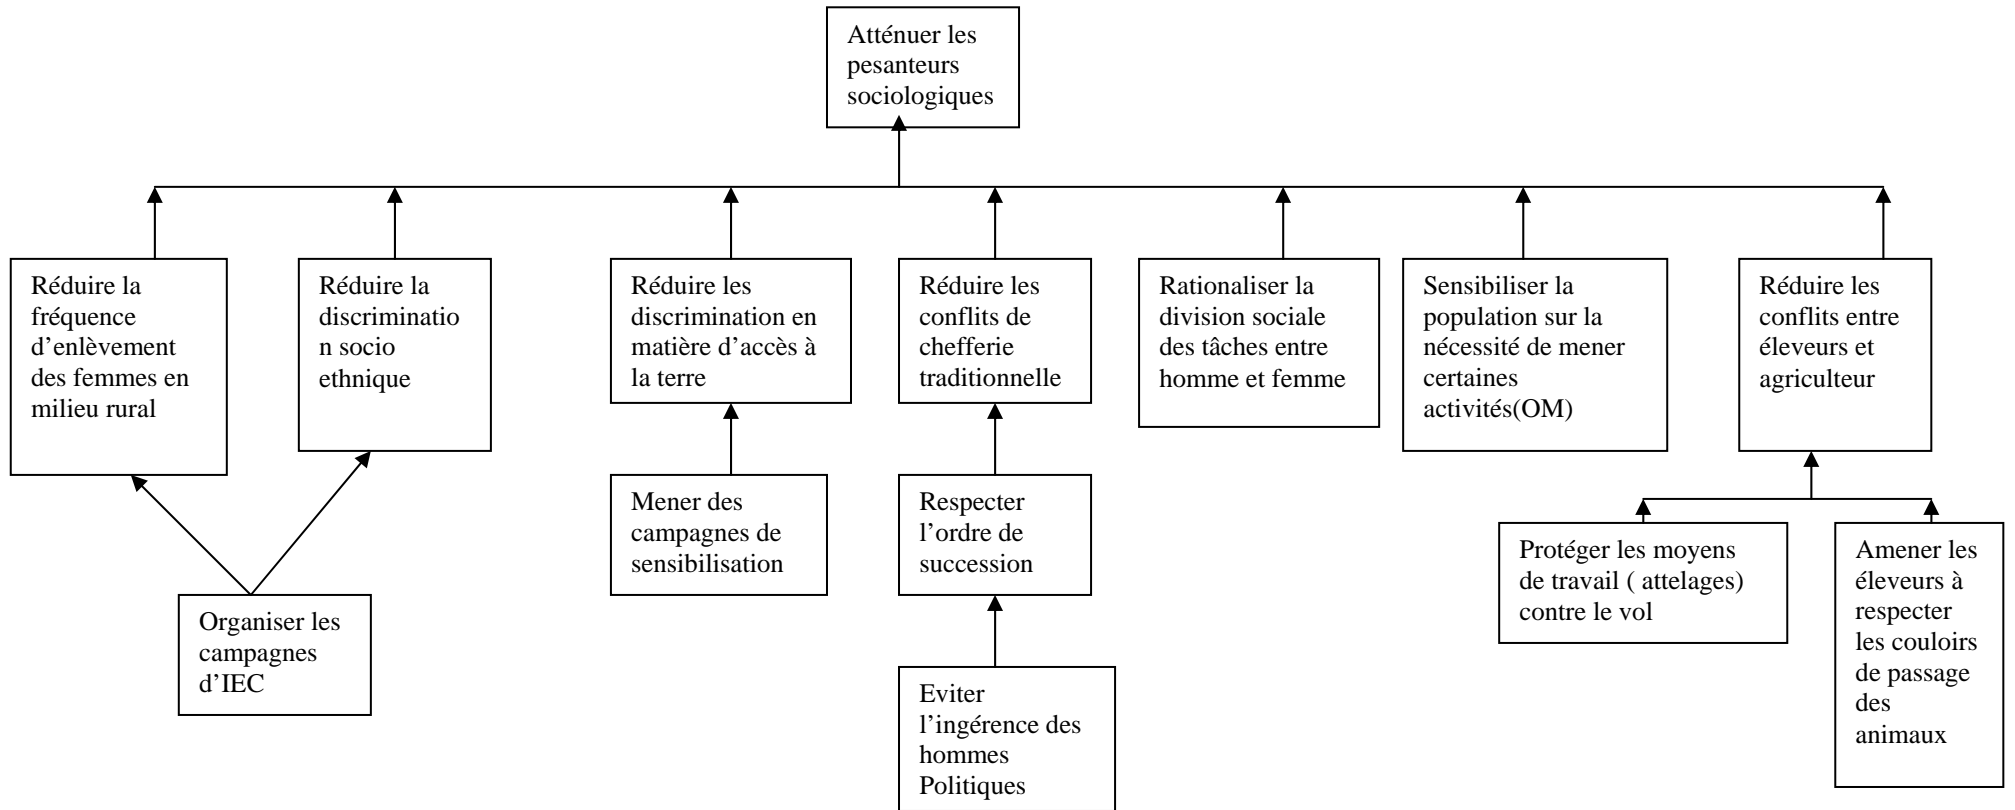 Atténuer les
pesanteurs
sociologiques
Réduire la
fréquence
d’enlèvement
des femmes en
milieu rural
Réduire la
discriminatio
n socio
ethnique
Réduire les
discrimination en
matière d’accès à
la terre
Réduire les
conflits de
chefferie
traditionnelle
Rationaliser la
division sociale
des tâches entre
homme et femme
Sensibiliser la
population sur la
nécessité de mener
certaines
activités(OM)
Réduire les
conflits entre
éleveurs et
agriculteur
Organiser les
campagnes
d’IEC
Mener des
campagnes de
sensibilisation
Respecter
l’ordre de
succession
Eviter
l’ingérence des
hommes
Politiques
Protéger les moyens
de travail ( attelages)
contre le vol
Amener les
éleveurs à
respecter
les couloirs
de passage
des
animaux